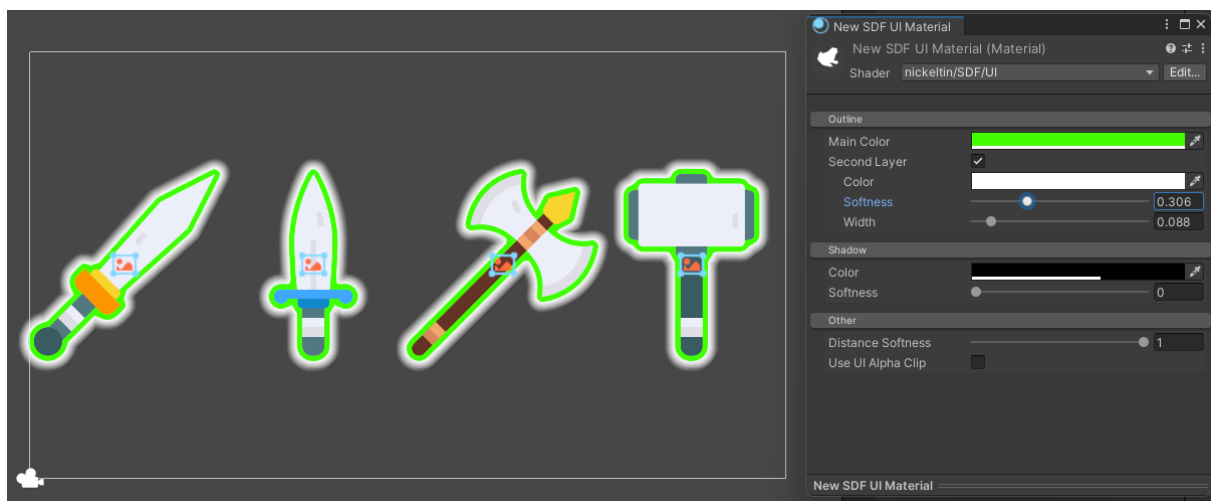 New SDF UI Material
New SDF UI Material (Material)
Shader nickeltin/SDF/UI Edit...
Outline
Main Color
Second Layer
Color
Softness 0.306
Width 0.088
Shadow
Color
Softness 0
Other
Distance Softness 1
Use UI Alpha Clip
New SDF UI Material